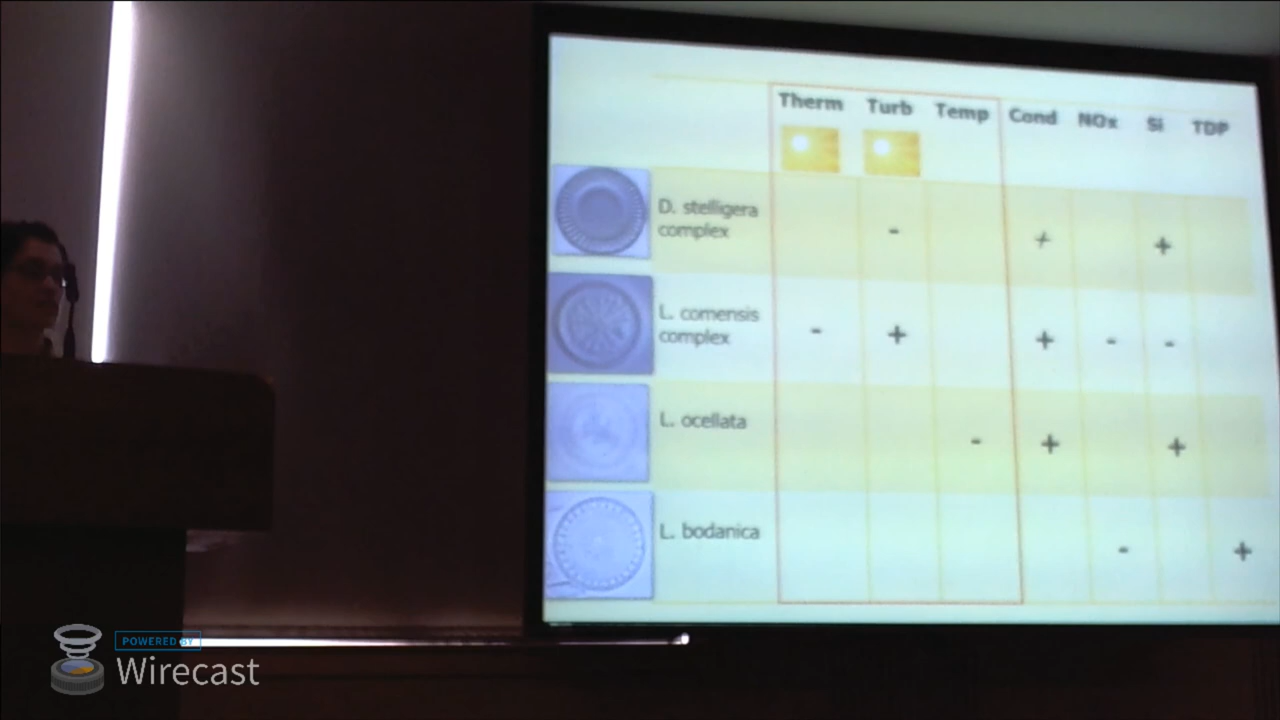 Therm Turb Temp Cond NOx Si TDP
D. stelligera
complex
- + +
L. comensis
complex
- + + - -
L. ocellata
- + +
L. bodanica
- +
POWERED BY
Wirecast